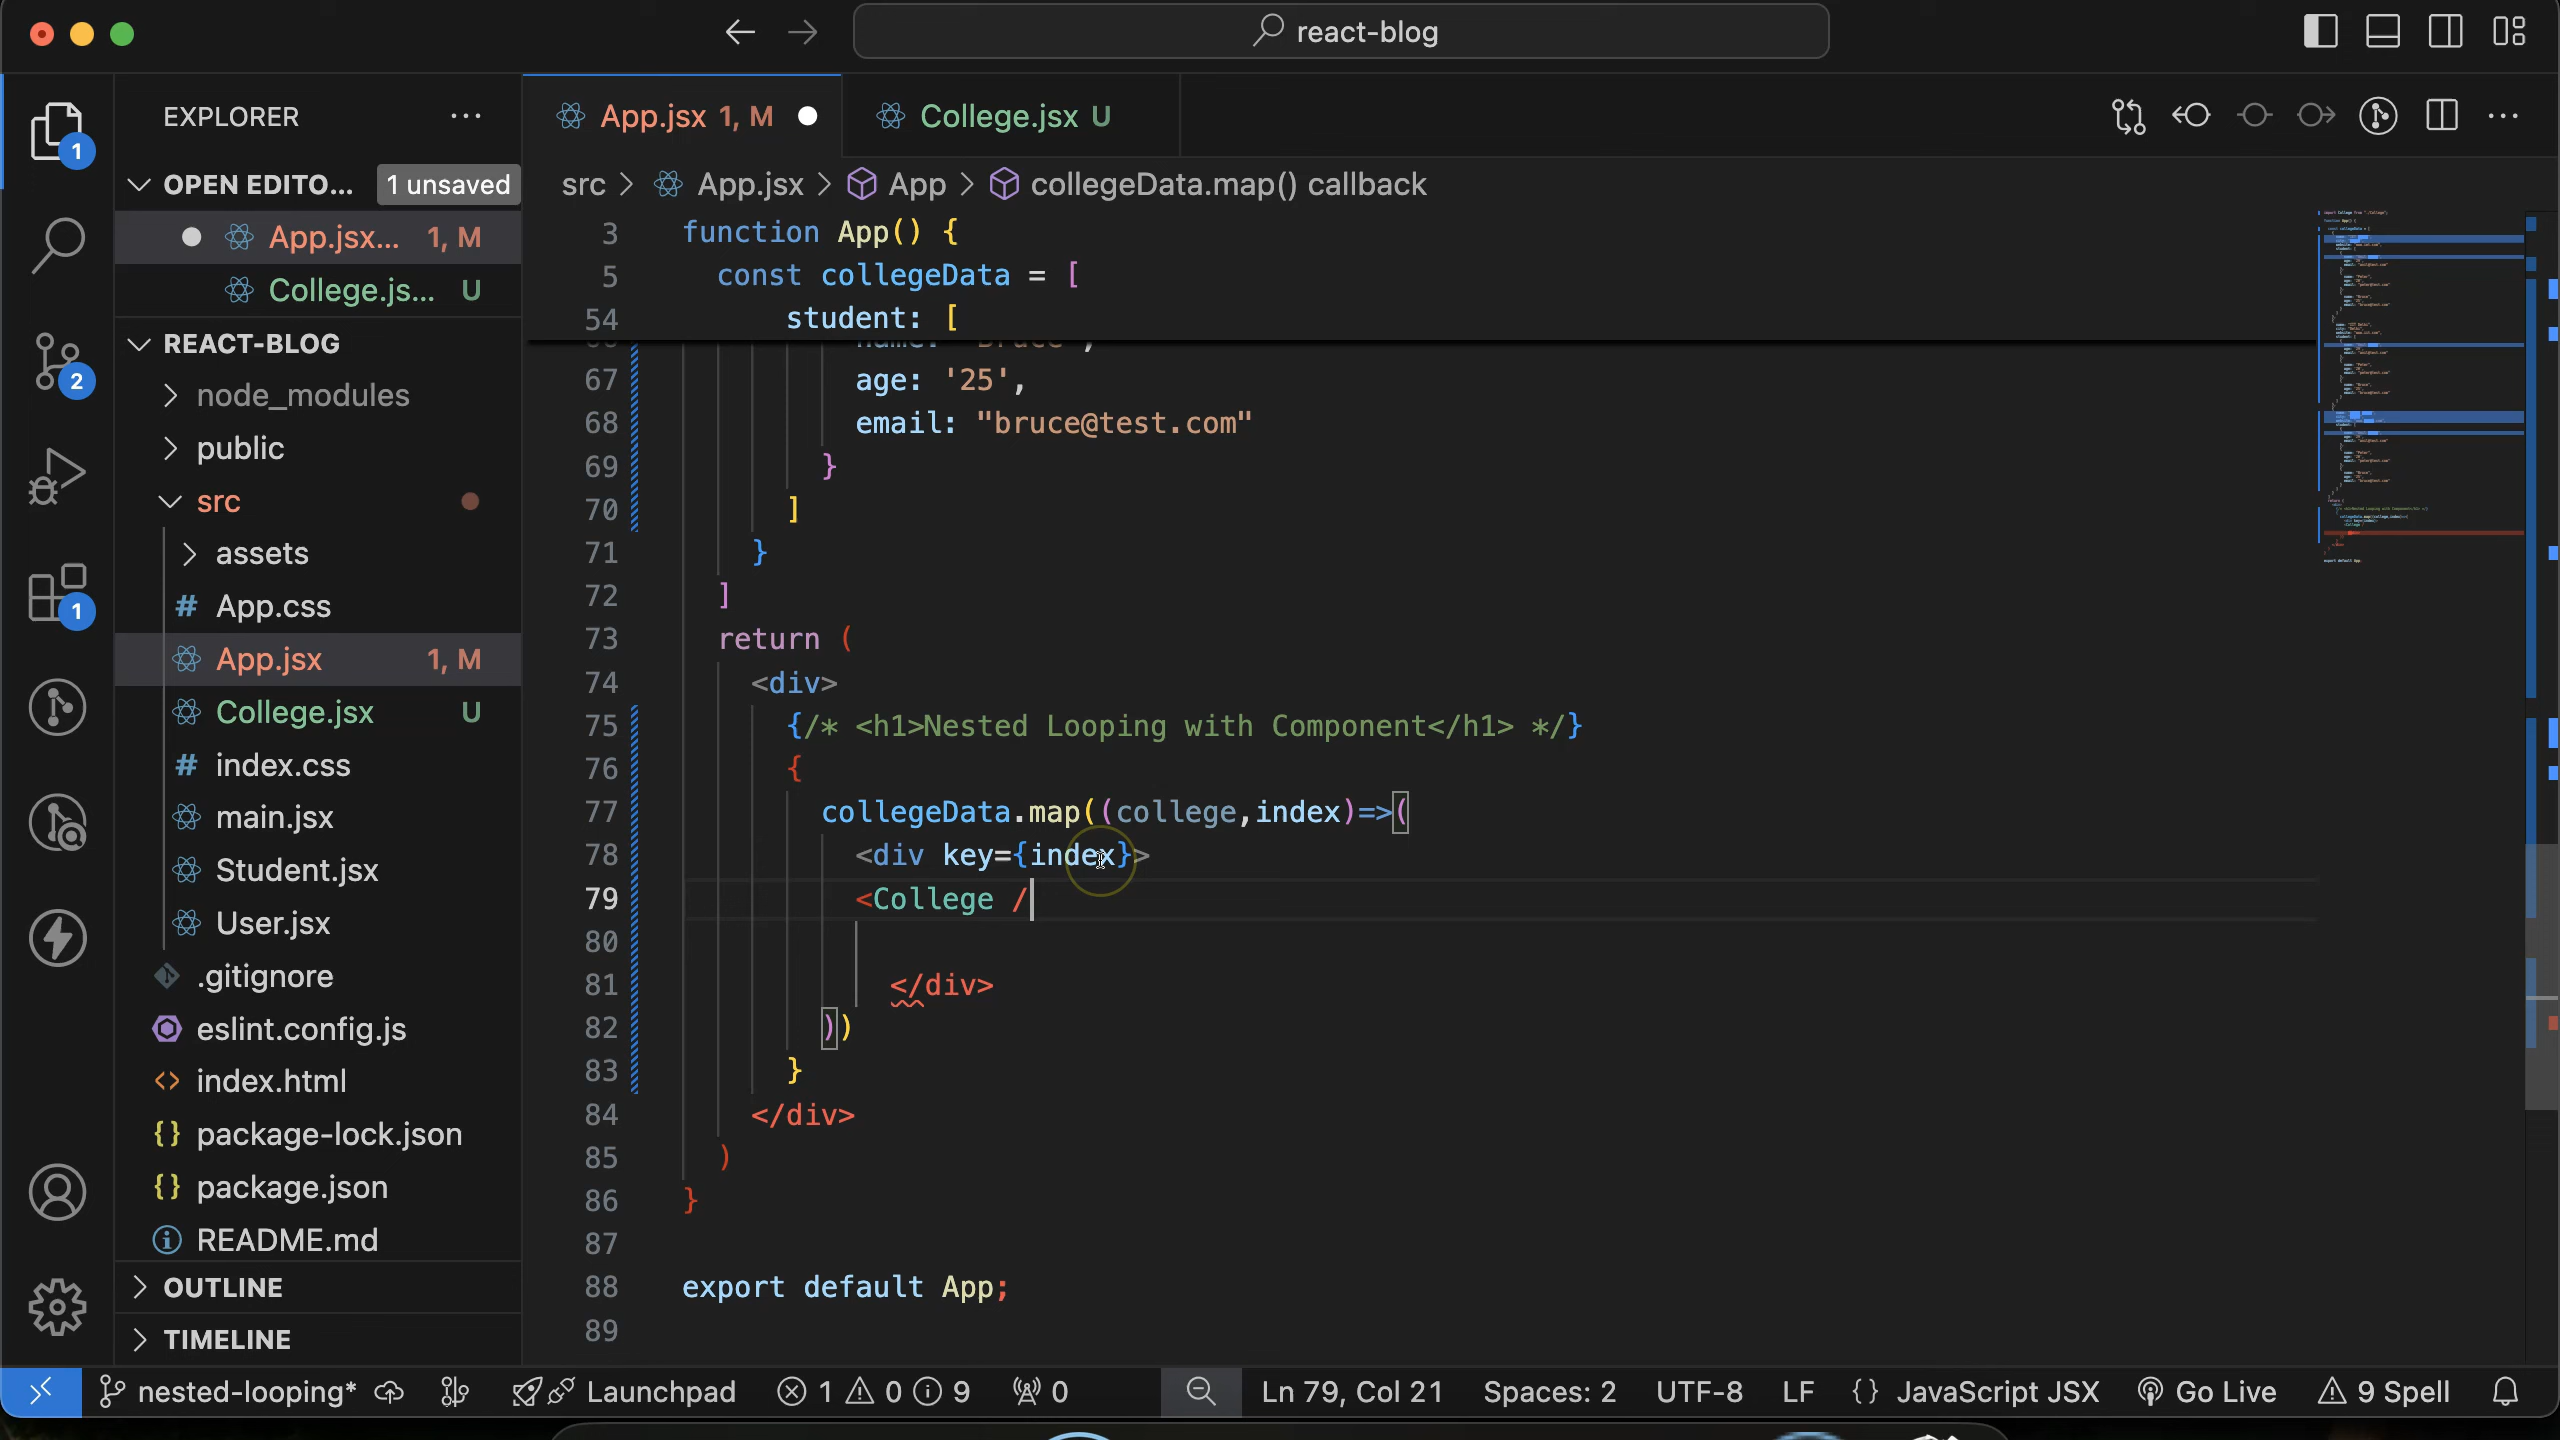 react-blog
EXPLORER
OPEN EDITO... 1 unsaved
App.jsx... 1, M
College.js... U
REACT-BLOG
node_modules
public
src
assets
# App.css
App.jsx 1, M
College.jsx U
# index.css
main.jsx
Student.jsx
User.jsx
.gitignore
eslint.config.js
<> index.html
{} package-lock.json
{} package.json
README.md
OUTLINE
TIMELINE
1
2
1
App.jsx 1, M
College.jsx U
src > App.jsx > App > collegeData.map() callback
3 function App() {
5 const collegeData = [
54 student: [
name: "Bruce",
67 age: '25',
68 email: "bruce@test.com"
69 }
70 ]
71 }
72 ]
73 return (
74 <div>
75 {/* <h1>Nested Looping with Component</h1> */}
76 {
77 collegeData.map((college,index)=>(
78 <div key={index}>
79 <College /
80
81 </div>
82 ))
83 }
84 </div>
85 )
86 }
87
88 export default App;
89
nested-looping* Launchpad 1 0 9 0 Ln 79, Col 21 Spaces: 2 UTF-8 LF {} JavaScript JSX Go Live 9 Spell